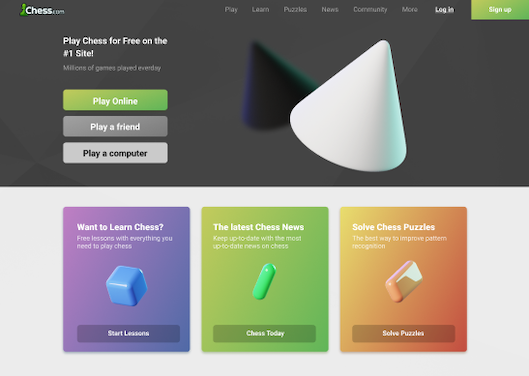 Chess.com
Play Learn Puzzles News Community More Log in Sign up
Play Chess for Free on the
#1 Site!
Millions of games played everday
Play Online
Play a friend
Play a computer
Want to Learn Chess?
Free lessons with everything you
need to play chess
Start Lessons
The latest Chess News
Keep up-to-date with the most
up-to-date news on chess
Chess Today
Solve Chess Puzzles
The best way to improve pattern
recognition
Solve Puzzles